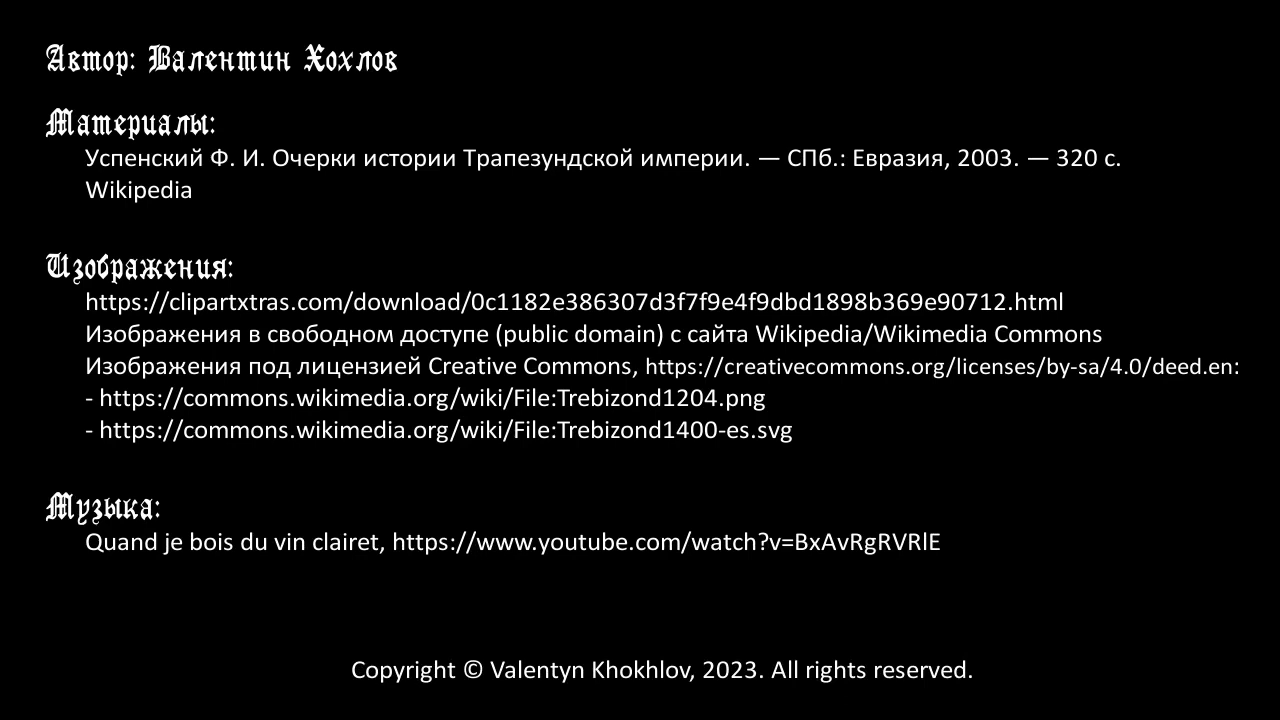 Автор: Валентин Хохлов
Материалы:
Успенский Ф. И. Очерки истории Трапезундской империи. — СПб.: Евразия, 2003. — 320 с.
Wikipedia
Изображения:
https://clipartxtras.com/download/0c1182e386307d3f7f9e4f9dbd1898b369e90712.html
Изображения в свободном доступе (public domain) с сайта Wikipedia/Wikimedia Commons
Изображения под лицензией Creative Commons, https://creativecommons.org/licenses/by-sa/4.0/deed.en:
- https://commons.wikimedia.org/wiki/File:Trebizond1204.png
- https://commons.wikimedia.org/wiki/File:Trebizond1400-es.svg
Музыка:
Quand je bois du vin clairet, https://www.youtube.com/watch?v=BxAvRgRVRlE
Copyright © Valentyn Khokhlov, 2023. All rights reserved.